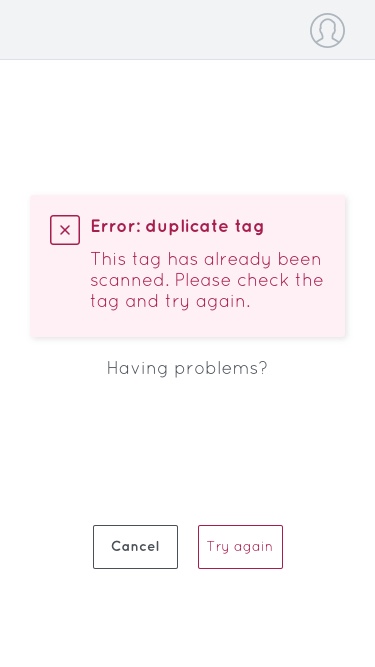 Error: duplicate tag
This tag has already been
scanned. Please check the
tag and try again.
Having problems?
Cancel
Try again